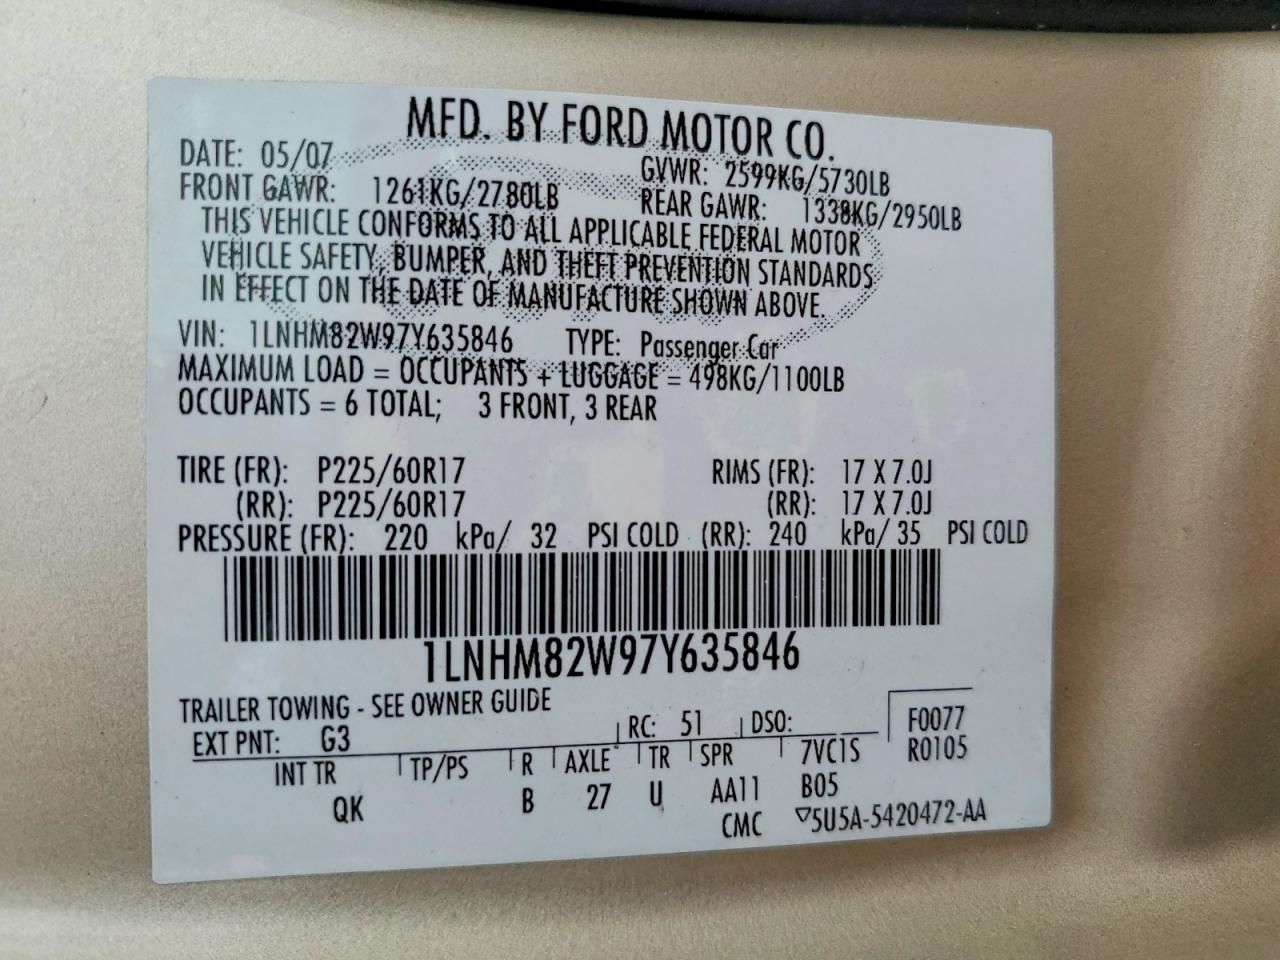 MFD. BY FORD MOTOR CO.
DATE: 05/07 GVWR: 2599KG/5730LB
FRONT GAWR: 1261KG/2780LB REAR GAWR: 1338KG/2950LB
THIS VEHICLE CONFORMS TO ALL APPLICABLE FEDERAL MOTOR
VEHICLE SAFETY, BUMPER, AND THEFT PREVENTION STANDARDS
IN EFFECT ON THE DATE OF MANUFACTURE SHOWN ABOVE.
VIN: 1LNHM82W97Y635846 TYPE: Passenger Car
MAXIMUM LOAD = OCCUPANTS + LUGGAGE = 498KG/1100LB
OCCUPANTS = 6 TOTAL; 3 FRONT, 3 REAR
TIRE (FR): P225/60R17 RIMS (FR): 17 X 7.0J
(RR): P225/60R17 (RR): 17 X 7.0J
PRESSURE (FR): 220 kPa/ 32 PSI COLD (RR): 240 kPa/ 35 PSI COLD
1LNHM82W97Y635846
TRAILER TOWING - SEE OWNER GUIDE
EXT PNT: G3 RC: 51 DSO: F0077
INT TR TP/PS R AXLE TR SPR 7VC1S R0105
QK B 27 U AA11 B05
CMC ▽5U5A-5420472-AA